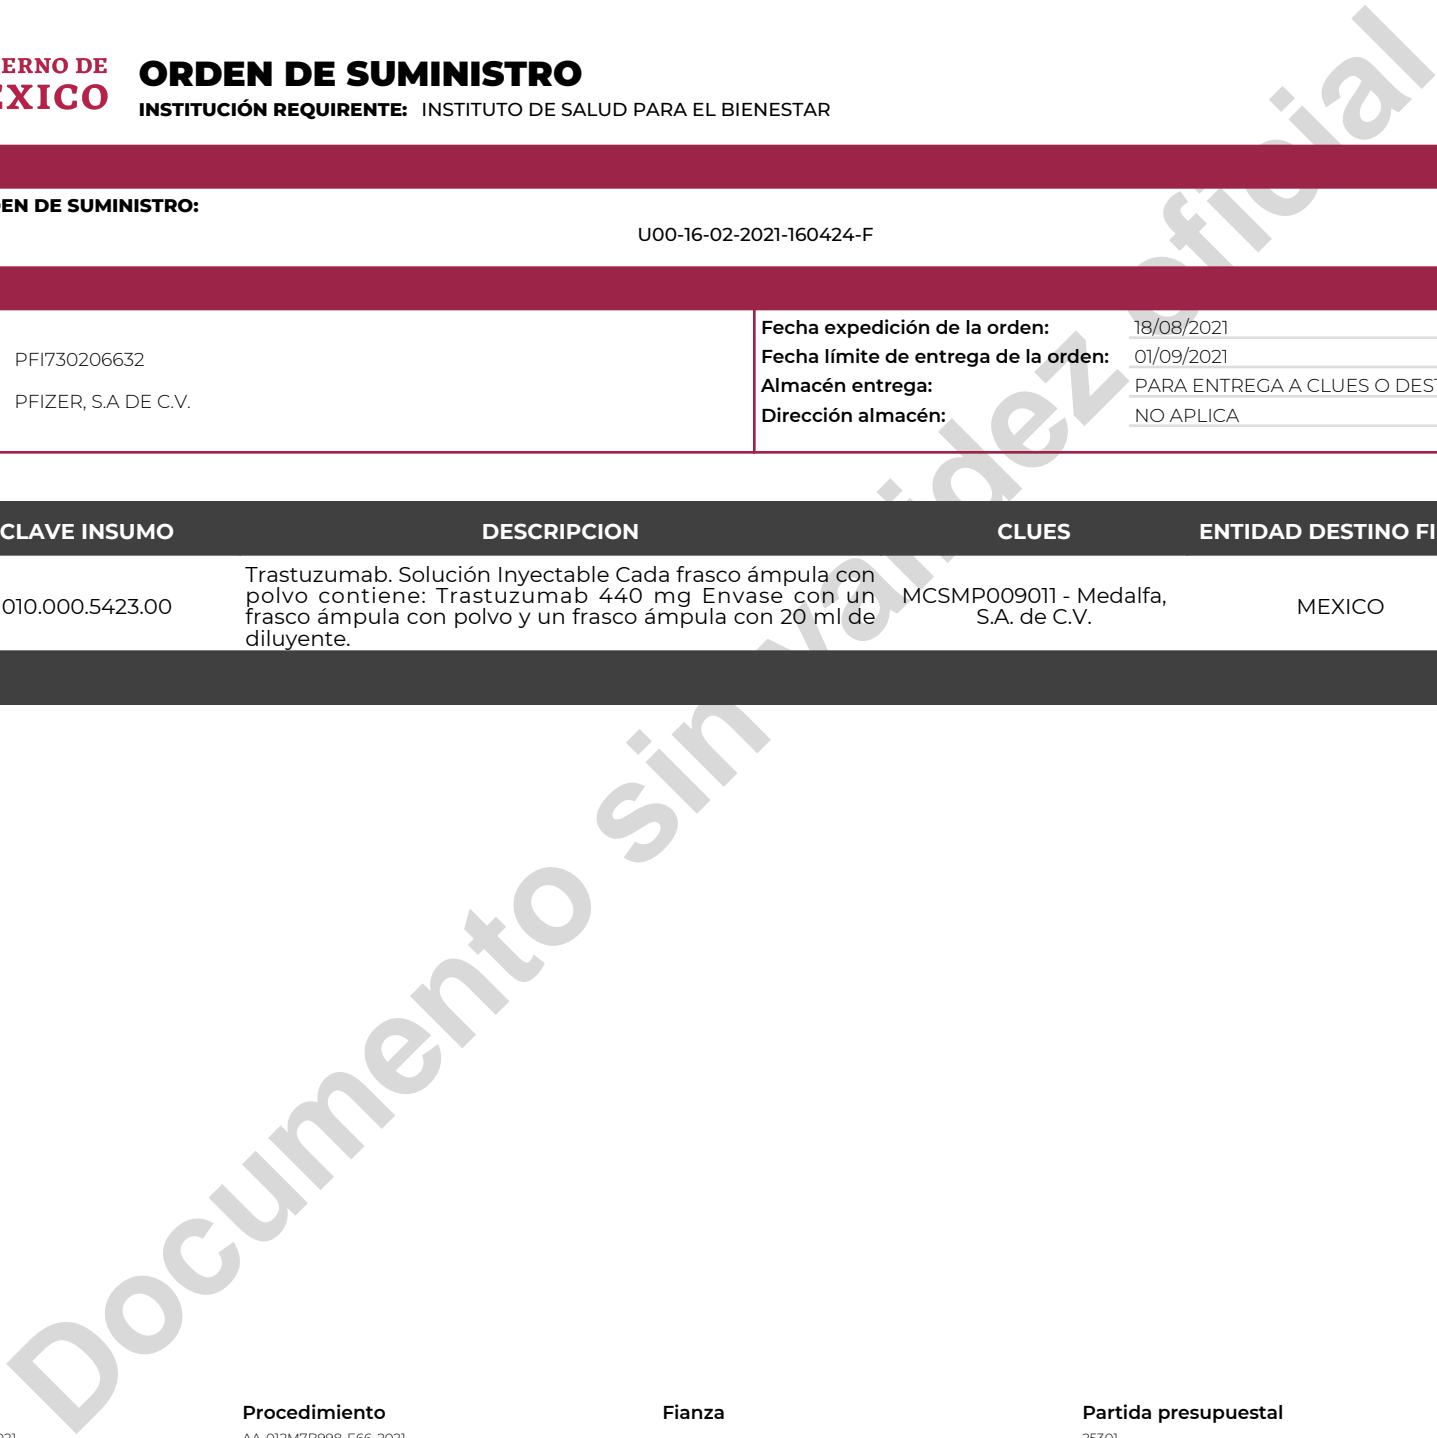 ERNO DE
ORDEN DE SUMINISTRO
EXICO
INSTITUCIÓN REQUIRENTE: INSTITUTO DE SALUD PARA EL BIENESTAR
EN DE SUMINISTRO:
U00-16-02-2021-160424-F
Fecha expedición de la orden: 18/08/2021
PFI730206632
Fecha límite de entrega de la orden: 01/09/2021
Almacén entrega: PARA ENTREGA A CLUES O DEST
PFIZER, S.A DE C.V.
Dirección almacén: NO APLICA
CLAVE INSUMO DESCRIPCION CLUES ENTIDAD DESTINO FI
Trastuzumab. Solución Inyectable Cada frasco ámpula con
polvo contiene: Trastuzumab 440 mg Envase con un
frasco ámpula con polvo y un frasco ámpula con 20 ml de
diluyente.
010.000.5423.00
MCSMP009011 - Medalfa,
S.A. de C.V.
MEXICO
Documento sin validez oficial
Procedimiento Fianza Partida presupuestal